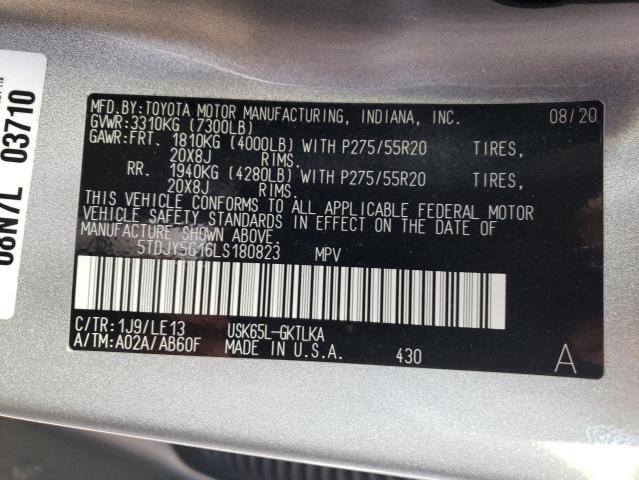 MFD.BY:TOYOTA MOTOR MANUFACTURING, INDIANA, INC. 08/20
GVWR:3310KG (7300LB)
GAWR:FRT. 1810KG (4000LB) WITH P275/55R20 TIRES,
20X8J RIMS.
RR. 1940KG (4280LB) WITH P275/55R20 TIRES,
20X8J RIMS.
THIS VEHICLE CONFORMS TO ALL APPLICABLE FEDERAL MOTOR
VEHICLE SAFETY STANDARDS IN EFFECT ON THE DATE OF
MANUFACTURE SHOWN ABOVE.
5TDJY5G16LS180823 MPV
C/TR:1J9/LE13 USK65L-GKTLKA
A/TM:A02A/AB60F MADE IN U.S.A. 430 A
08N7L 03710